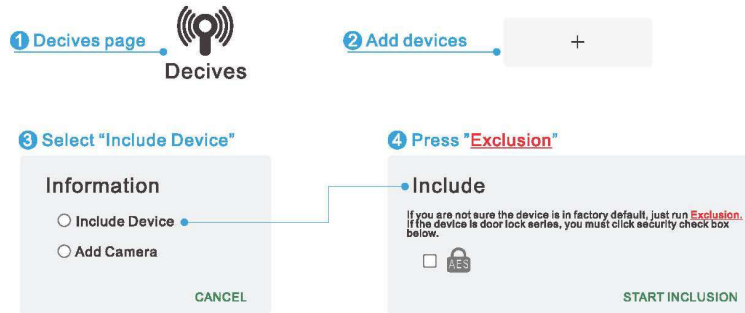 1 Decives page
Decives
2 Add devices
+
3 Select "Include Device"
Information
Include Device
Add Camera
CANCEL
4 Press "Exclusion"
Include
If you are not sure the device is in factory default, just run Exclusion.
If the device is door lock series, you must click security check box
below.
AES
START INCLUSION